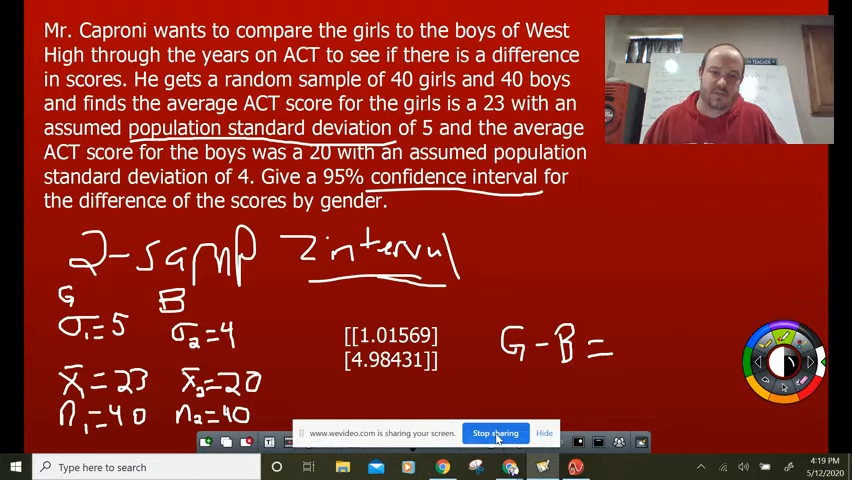 Mr. Caproni wants to compare the girls to the boys of West
High through the years on ACT to see if there is a difference
in scores. He gets a random sample of 40 girls and 40 boys
and finds the average ACT score for the girls is a 23 with an
assumed population standard deviation of 5 and the average
ACT score for the boys was a 20 with an assumed population
standard deviation of 4. Give a 95% confidence interval for
the difference of the scores by gender.
2-samp Z interval
G B
σ₁=5 σ₂=4
[[1.01569]
[4.98431]]
G-B=
x̄₁=23 x̄₂=20
n₁=40 n₂=40
www.wevideo.com is sharing your screen. Stop sharing Hide
Type here to search
4:19 PM
5/12/2020